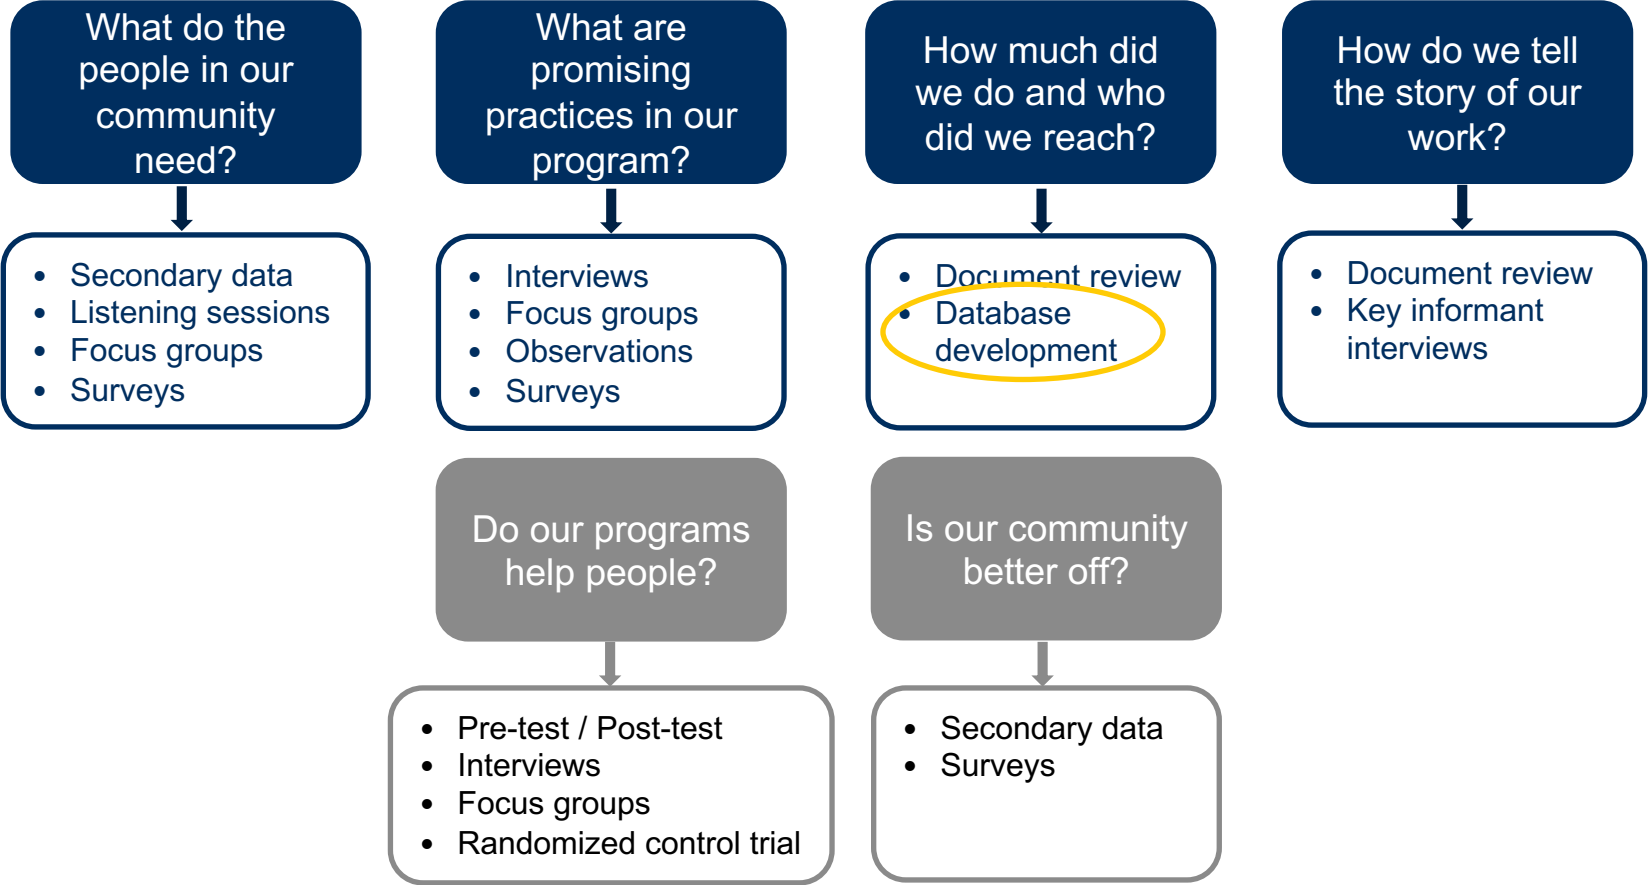 What do the
people in our
community
need?
What are
promising
practices in our
program?
How much did
we do and who
did we reach?
How do we tell
the story of our
work?
• Secondary data
• Listening sessions
• Focus groups
• Surveys
• Interviews
• Focus groups
• Observations
• Surveys
• Document review
• Database
development
• Document review
• Key informant
interviews
Do our programs
help people?
Is our community
better off?
• Pre-test / Post-test
• Interviews
• Focus groups
• Randomized control trial
• Secondary data
• Surveys